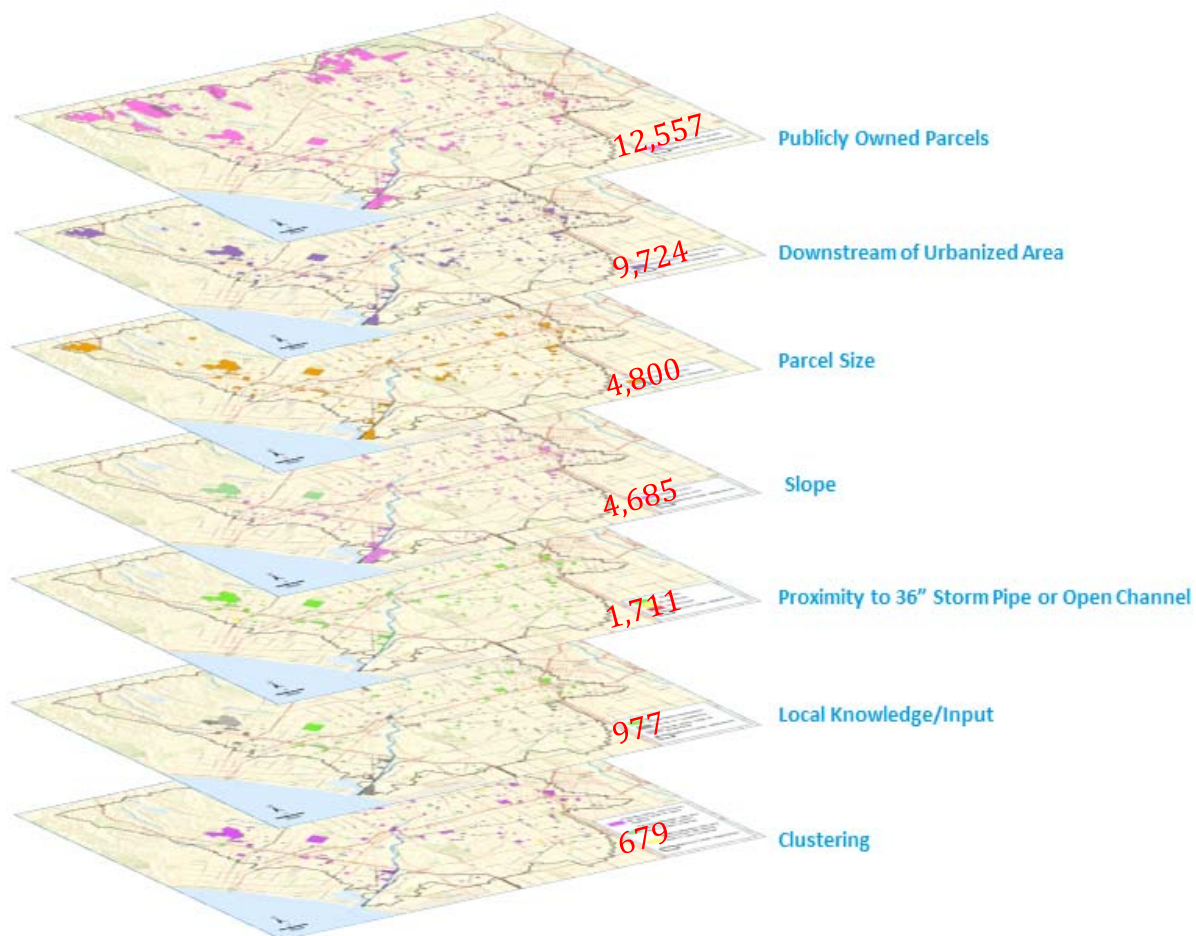 12,557
Publicly Owned Parcels
9,724
Downstream of Urbanized Area
4,800
Parcel Size
4,685
Slope
1,711
Proximity to 36” Storm Pipe or Open Channel
977
Local Knowledge/Input
679
Clustering